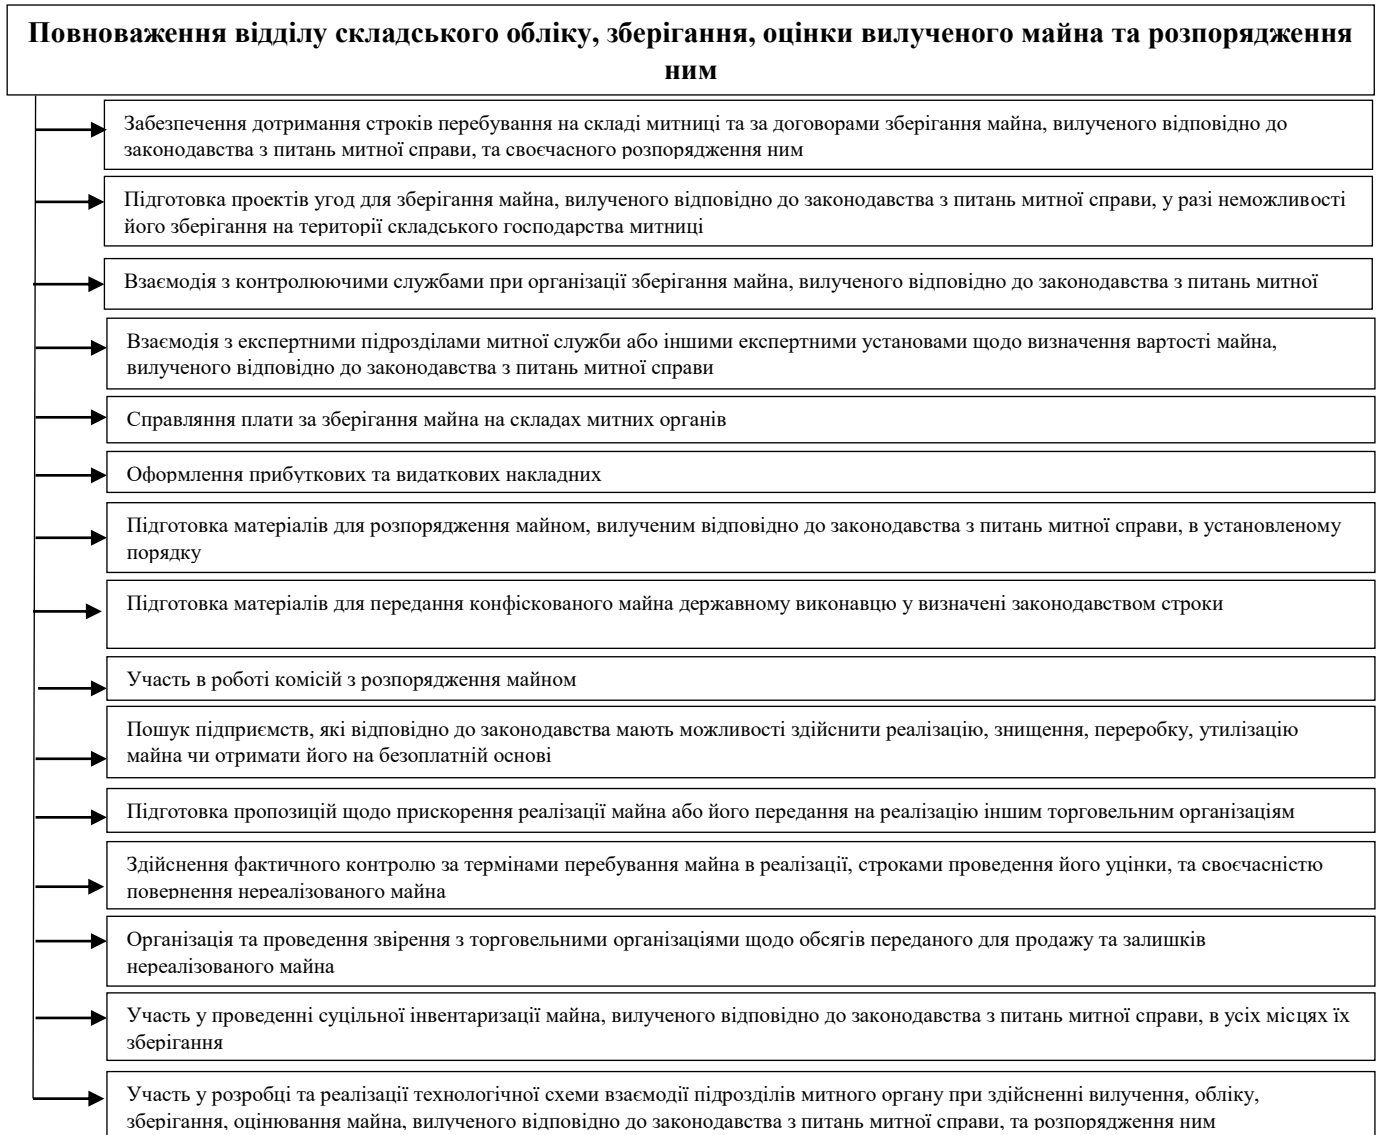 Повноваження відділу складського обліку, зберігання, оцінки вилученого майна та розпорядження
ним
Забезпечення дотримання строків перебування на складі митниці та за договорами зберігання майна, вилученого відповідно до
законодавства з питань митної справи, та своєчасного розпорядження ним
Підготовка проектів угод для зберігання майна, вилученого відповідно до законодавства з питань митної справи, у разі неможливості
його зберігання на території складського господарства митниці
Взаємодія з контролюючими службами при організації зберігання майна, вилученого відповідно до законодавства з питань митної
Взаємодія з експертними підрозділами митної служби або іншими експертними установами щодо визначення вартості майна,
вилученого відповідно до законодавства з питань митної справи
Справляння плати за зберігання майна на складах митних органів
Оформлення прибуткових та видаткових накладних
Підготовка матеріалів для розпорядження майном, вилученим відповідно до законодавства з питань митної справи, в установленому
порядку
Підготовка матеріалів для передання конфіскованого майна державному виконавцю у визначені законодавством строки
Участь в роботі комісій з розпорядження майном
Пошук підприємств, які відповідно до законодавства мають можливості здійснити реалізацію, знищення, переробку, утилізацію
майна чи отримати його на безоплатній основі
Підготовка пропозицій щодо прискорення реалізації майна або його передання на реалізацію іншим торговельним організаціям
Здійснення фактичного контролю за термінами перебування майна в реалізації, строками проведення його уцінки, та своєчасністю
повернення нереалізованого майна
Організація та проведення звірення з торговельними організаціями щодо обсягів переданого для продажу та залишків
нереалізованого майна
Участь у проведенні суцільної інвентаризації майна, вилученого відповідно до законодавства з питань митної справи, в усіх місцях їх
зберігання
Участь у розробці та реалізації технологічної схеми взаємодії підрозділів митного органу при здійсненні вилучення, обліку,
зберігання, оцінювання майна, вилученого відповідно до законодавства з питань митної справи, та розпорядження ним